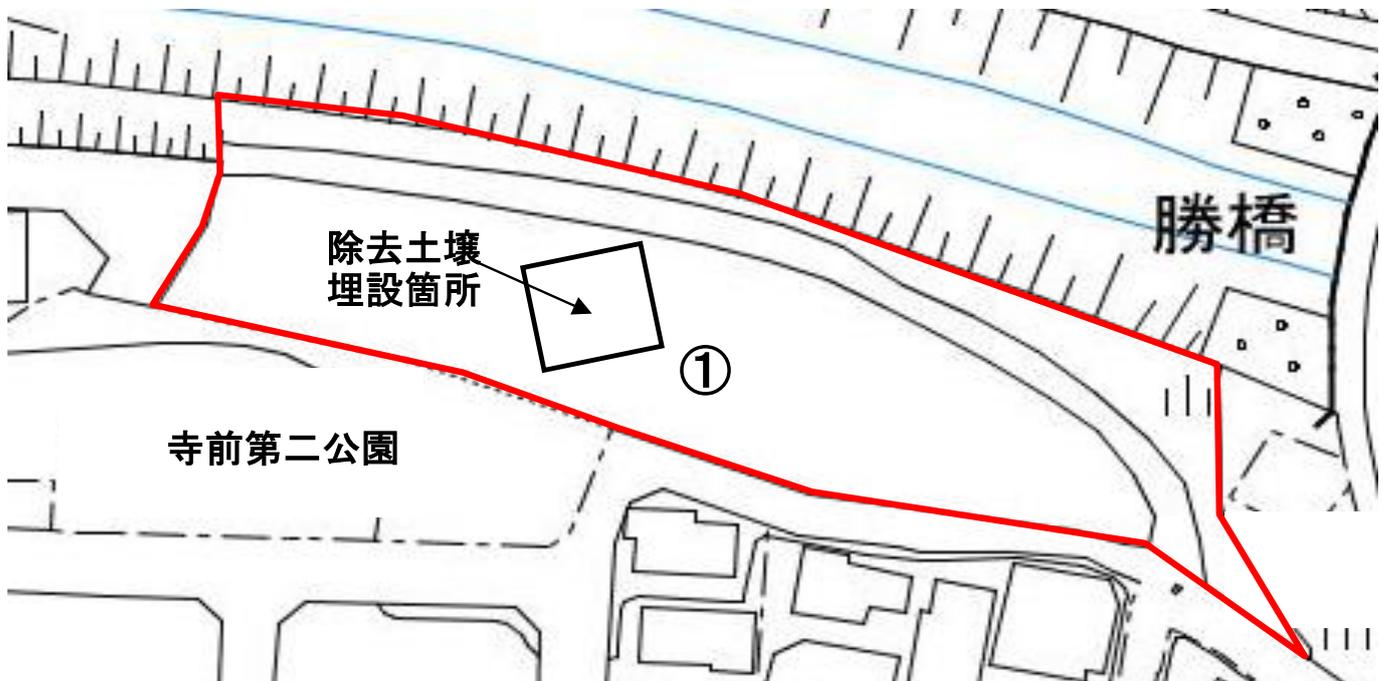 勝橋
除去土壌
埋設箇所
①
寺前第二公園